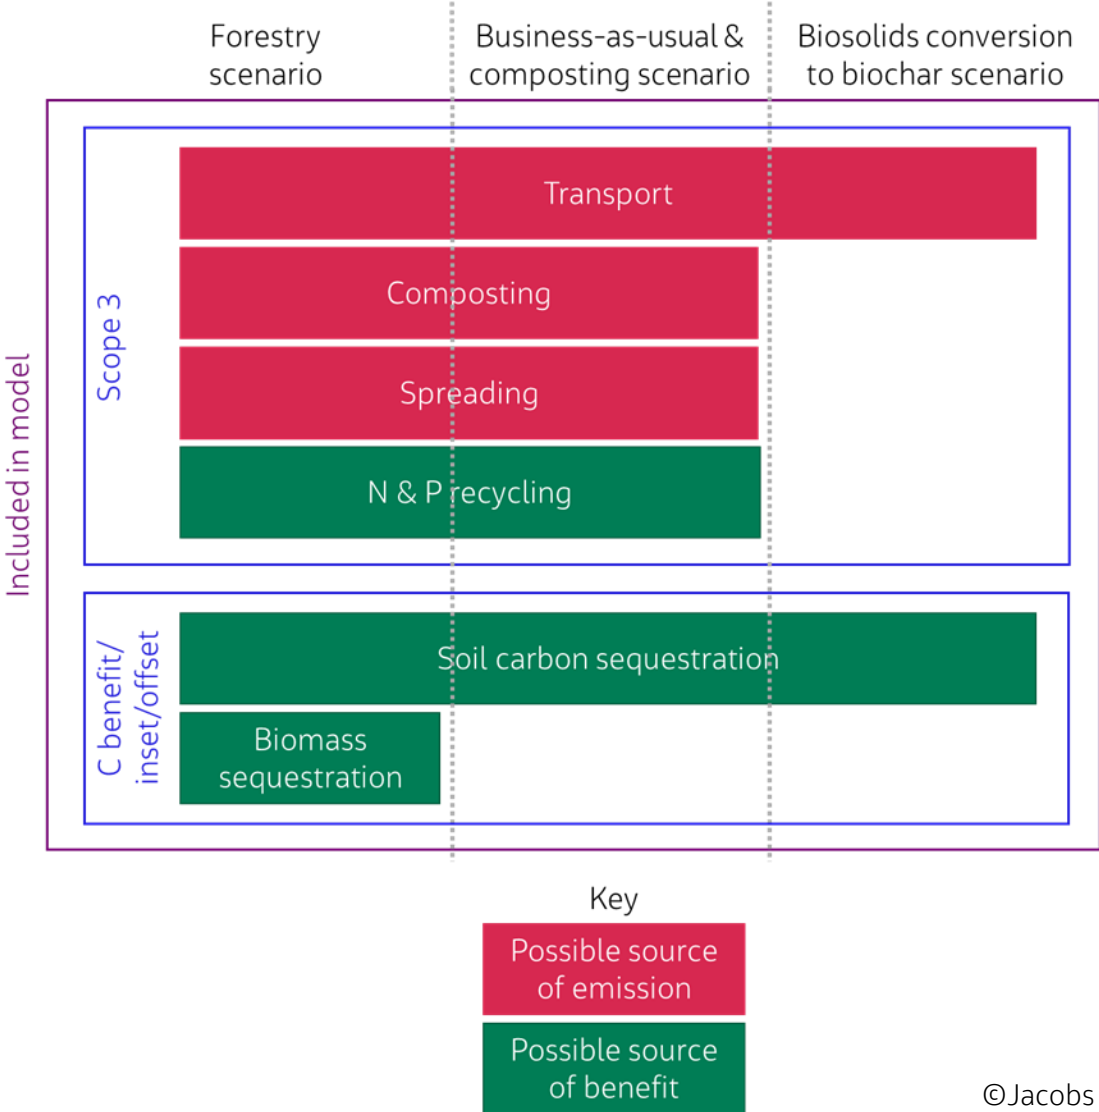 Forestry
scenario
Business-as-usual &
composting scenario
Biosolids conversion
to biochar scenario
Included in model
Scope 3
Transport
Composting
Spreading
N & P recycling
C benefit/
inset/offset
Soil carbon sequestration
Biomass
sequestration
Key
Possible source
of emission
Possible source
of benefit
©Jacobs